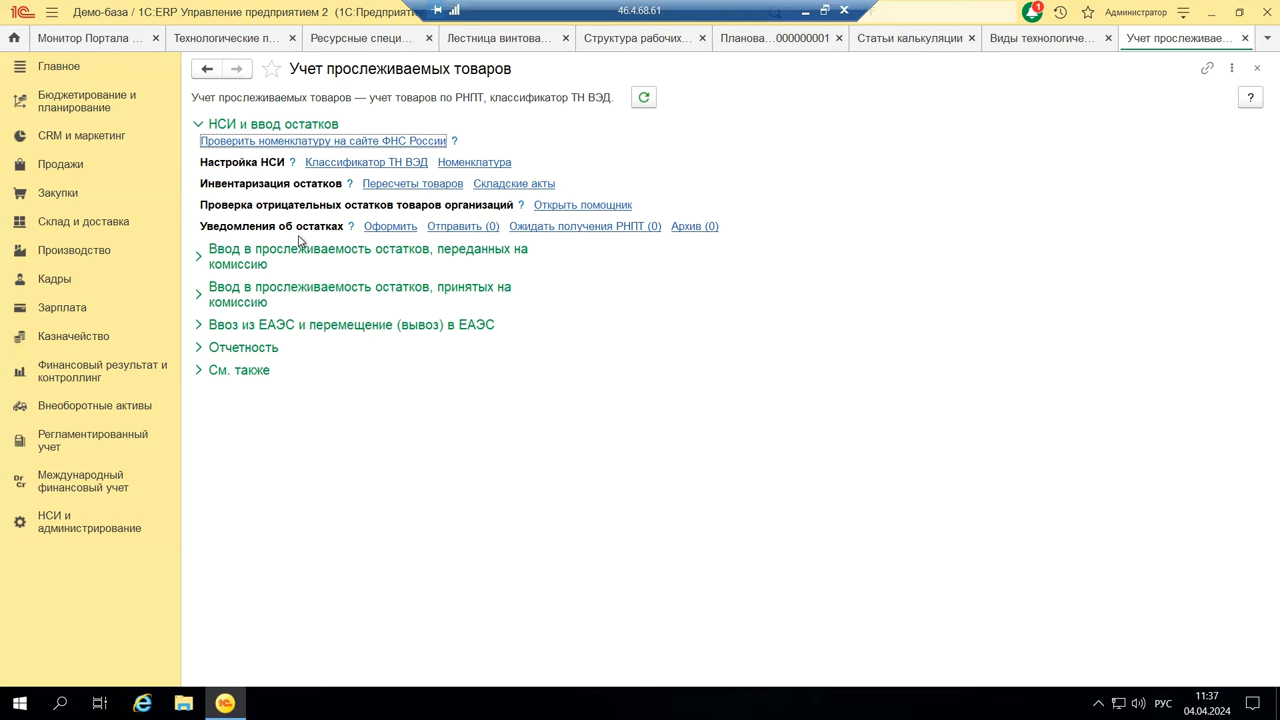 Демо-база / 1С:ERP Управление предприятием 2 (1С:Предприяти
46.4.68.61
1
Администратор
Монитор Портала ...
Технологические п...
Ресурсные специ...
Лестница винтова...
Структура рабочих...
Планова...000000001
Статьи калькуляции
Виды технологиче...
Учет прослеживае...
Главное
Бюджетирование и
планирование
CRM и маркетинг
Продажи
Закупки
Склад и доставка
Производство
Кадры
Зарплата
Казначейство
Финансовый результат и
контроллинг
Внеоборотные активы
Регламентированный
учет
Dr
Cr
Международный
финансовый учет
НСИ и
администрирование
Учет прослеживаемых товаров
Учет прослеживаемых товаров — учет товаров по РНПТ, классификатор ТН ВЭД.
?
НСИ и ввод остатков
Проверить номенклатуру на сайте ФНС России ?
Настройка НСИ ? Классификатор ТН ВЭД Номенклатура
Инвентаризация остатков ? Пересчеты товаров Складские акты
Проверка отрицательных остатков товаров организаций ? Открыть помощник
Уведомления об остатках ? Оформить Отправить (0) Ожидать получения РНПТ (0) Архив (0)
Ввод в прослеживаемость остатков, переданных на
комиссию
Ввод в прослеживаемость остатков, принятых на
комиссию
Ввоз из ЕАЭС и перемещение (вывоз) в ЕАЭС
Отчетность
См. также
РУС
11:37
04.04.2024